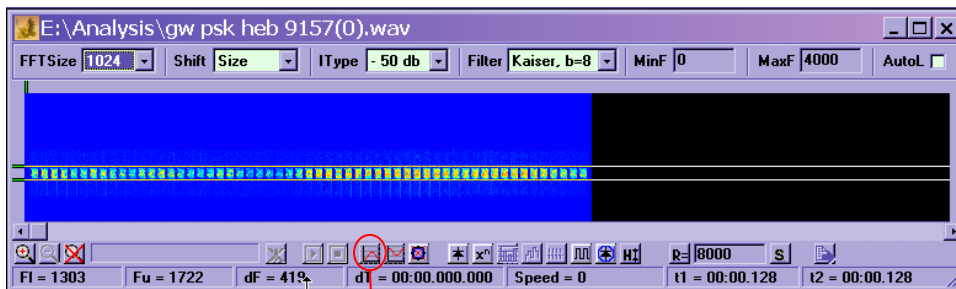 E:\Analysis\gw psk heb 9157(0).wav
FFTSize 1024 Shift Size IType - 50 db Filter Kaiser, b=8 MinF 0 MaxF 4000 AutoL
xⁿ HI R= 8000 S
Fl = 1303 Fu = 1722 dF = 419 dT = 00:00.000.000 Speed = 0 t1 = 00:00.128 t2 = 00:00.128